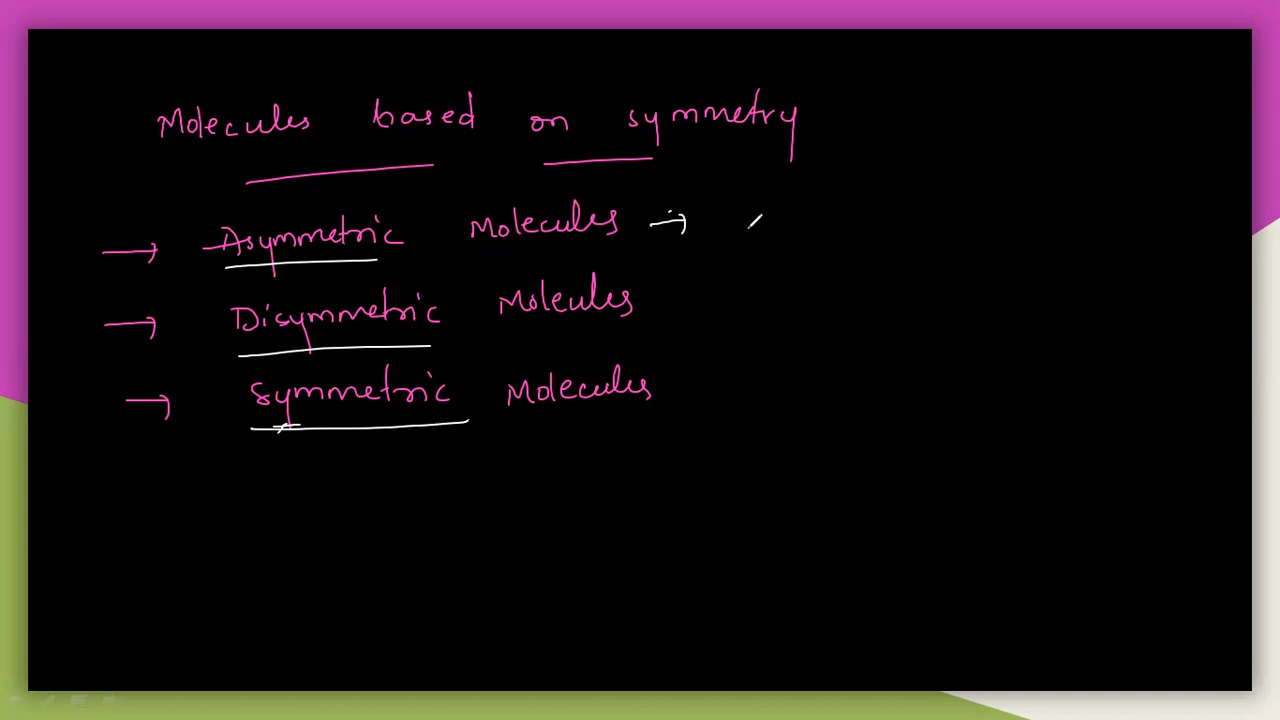 Molecules based on symmetry
→ Asymmetric Molecules →
→ Disymmetric Molecules
→ Symmetric Molecules